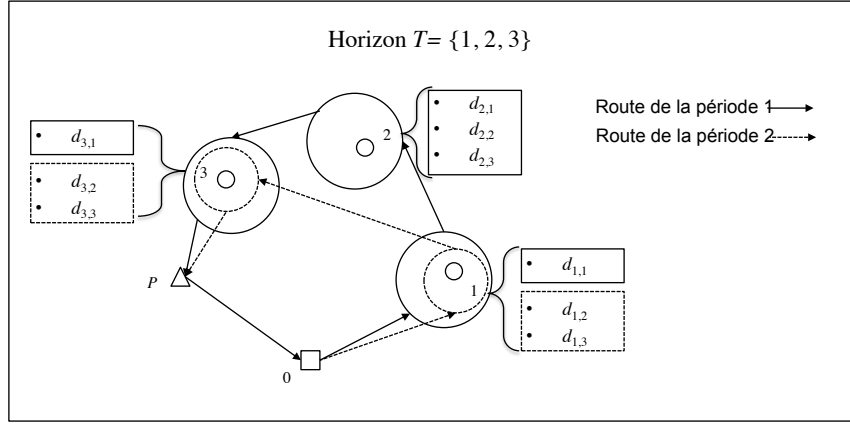 Horizon T= {1, 2, 3}
Route de la période 1
Route de la période 2
• d2,1
• d2,2
• d2,3
2
• d3,1
• d3,2
• d3,3
3
P
0
1
• d1,1
• d1,2
• d1,3